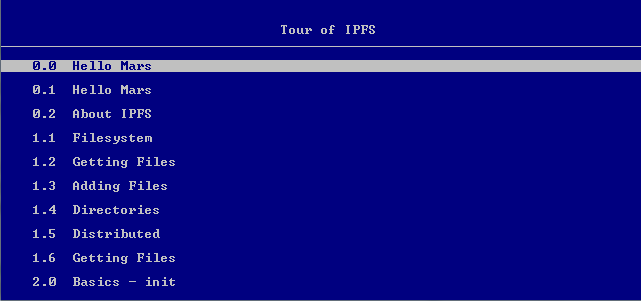 Tour of IPFS
0.0 Hello Mars
0.1 Hello Mars
0.2 About IPFS
1.1 Filesystem
1.2 Getting Files
1.3 Adding Files
1.4 Directories
1.5 Distributed
1.6 Getting Files
2.0 Basics - init